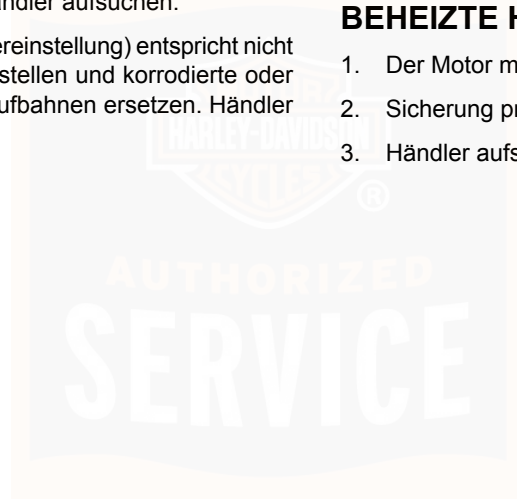 ndler aufsuchen.
ereinstellung) entspricht nicht
stellen und korrodierte oder
ufbahnen ersetzen. Händler
BEHEIZTE H
1. Der Motor m
2. Sicherung pr
3. Händler aufs
MOTOR
HARLEY-DAVIDSON
CYCLES
®
AUTHORIZED
SERVICE